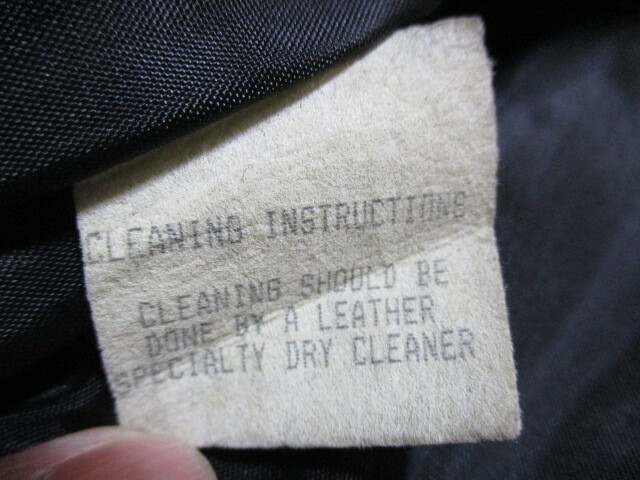 CLEANING INSTRUCTIONS
CLEANING SHOULD BE
DONE BY A LEATHER
SPECIALTY DRY CLEANER